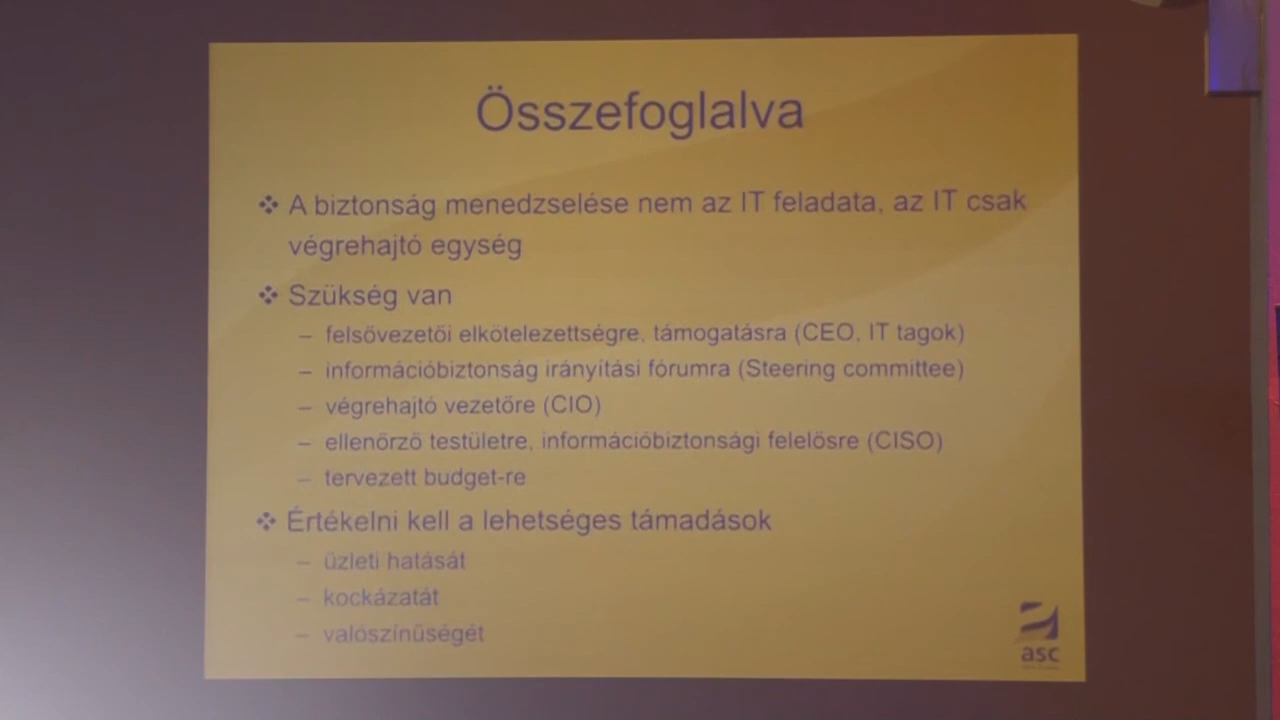 Összefoglalva
❖ A biztonság menedzselése nem az IT feladata, az IT csak
végrehajtó egység
❖ Szükség van
– felsővezetői elkötelezettségre, támogatásra (CEO, IT tagok)
– információbiztonság irányítási fórumra (Steering committee)
– végrehajtó vezetőre (CIO)
– ellenőrző testületre, információbiztonsági felelősre (CISO)
– tervezett budget-re
❖ Értékelni kell a lehetséges támadások
– üzleti hatását
– kockázatát
– valószínűségét
asc